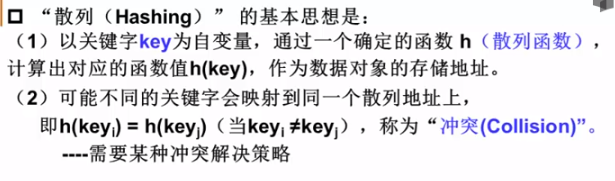 □ “散列（Hashing）” 的基本思想是：
（1）以关键字key为自变量，通过一个确定的函数 h（散列函数），
计算出对应的函数值h(key)，作为数据对象的存储地址。
（2）可能不同的关键字会映射到同一个散列地址上，
即h(keyi) = h(keyj)（当keyi ≠keyj），称为“冲突(Collision)”。
----需要某种冲突解决策略